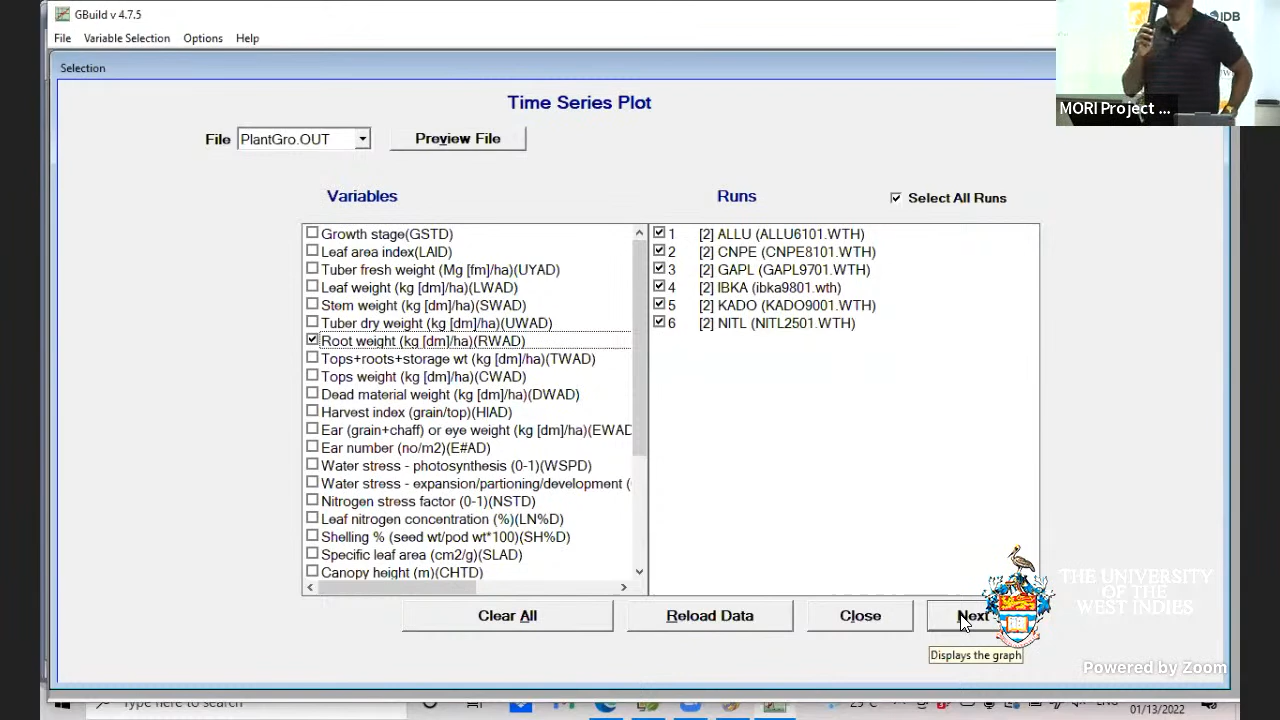 GBuild v 4.7.5
File Variable Selection Options Help
IDB
MORI Project ...
Selection
Time Series Plot
File PlantGro.OUT Preview File
Variables Runs Select All Runs
Growth stage(GSTD)
Leaf area index(LAID)
Tuber fresh weight (Mg [fm]/ha)(UYAD)
Leaf weight (kg [dm]/ha)(LWAD)
Stem weight (kg [dm]/ha)(SWAD)
Tuber dry weight (kg [dm]/ha)(UWAD)
Root weight (kg [dm]/ha)(RWAD)
Tops+roots+storage wt (kg [dm]/ha)(TWAD)
Tops weight (kg [dm]/ha)(CWAD)
Dead material weight (kg [dm]/ha)(DWAD)
Harvest index (grain/top)(HIAD)
Ear (grain+chaff) or eye weight (kg [dm]/ha)(EWAD
Ear number (no/m2)(E#AD)
Water stress - photosynthesis (0-1)(WSPD)
Water stress - expansion/partioning/development (
Nitrogen stress factor (0-1)(NSTD)
Leaf nitrogen concentration (%)(LN%D)
Shelling % (seed wt/pod wt*100)(SH%D)
Specific leaf area (cm2/g)(SLAD)
Canopy height (m)(CHTD)
1 [2] ALLU (ALLU6101.WTH)
2 [2] CNPE (CNPE8101.WTH)
3 [2] GAPL (GAPL9701.WTH)
4 [2] IBKA (ibka9801.wth)
5 [2] KADO (KADO9001.WTH)
6 [2] NITL (NITL2501.WTH)
Clear All Reload Data Close Next
Displays the graph
THE UNIVERSITY
OF THE
WEST INDIES
Powered by Zoom
Type here to search
01/13/2022